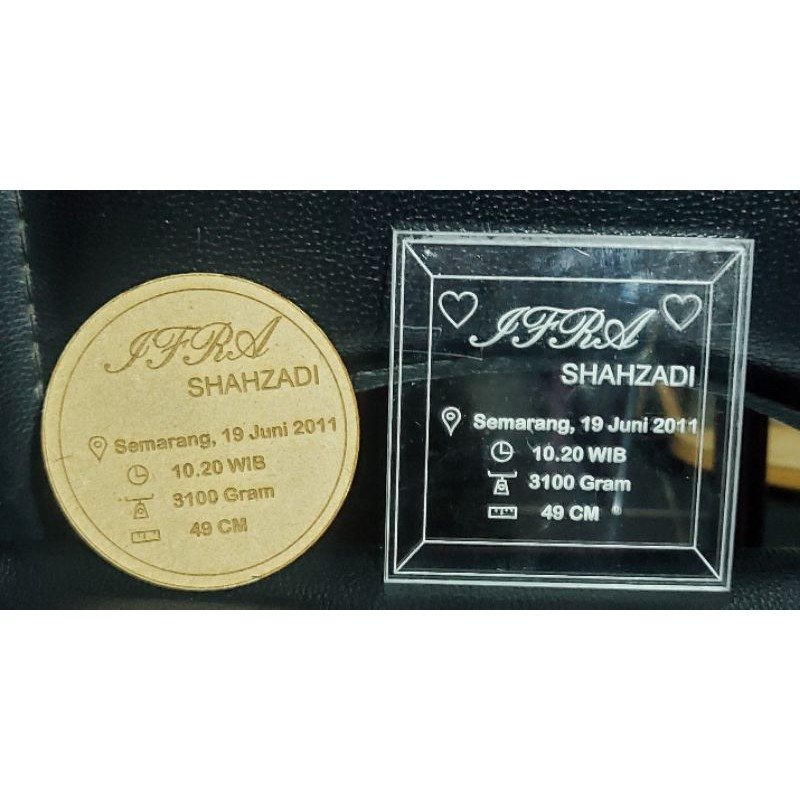 IFRA
SHAHZADI
Semarang, 19 Juni 2011
10.20 WIB
3100 Gram
49 CM
IFRA
SHAHZADI
Semarang, 19 Juni 2011
10.20 WIB
3100 Gram
49 CM